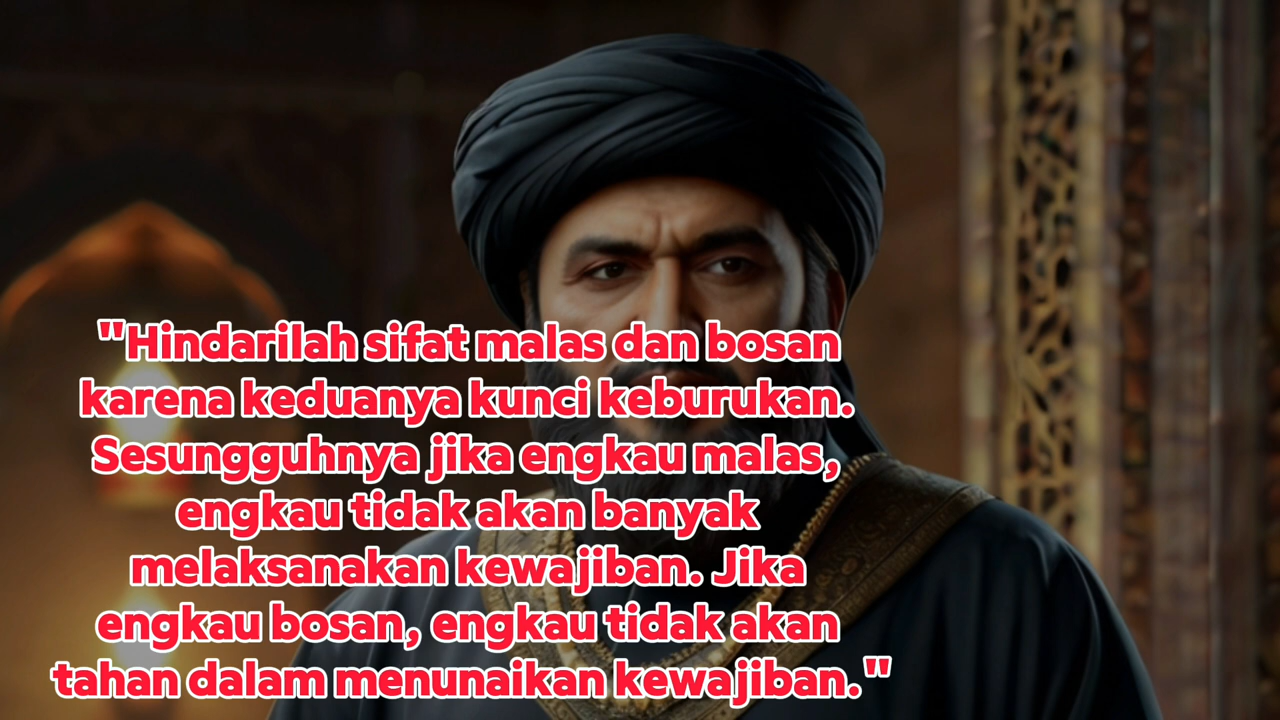 "Hindarilah sifat malas dan bosan
karena keduanya kunci keburukan.
Sesungguhnya jika engkau malas,
engkau tidak akan banyak
melaksanakan kewajiban. Jika
engkau bosan, engkau tidak akan
tahan dalam menunaikan kewajiban."